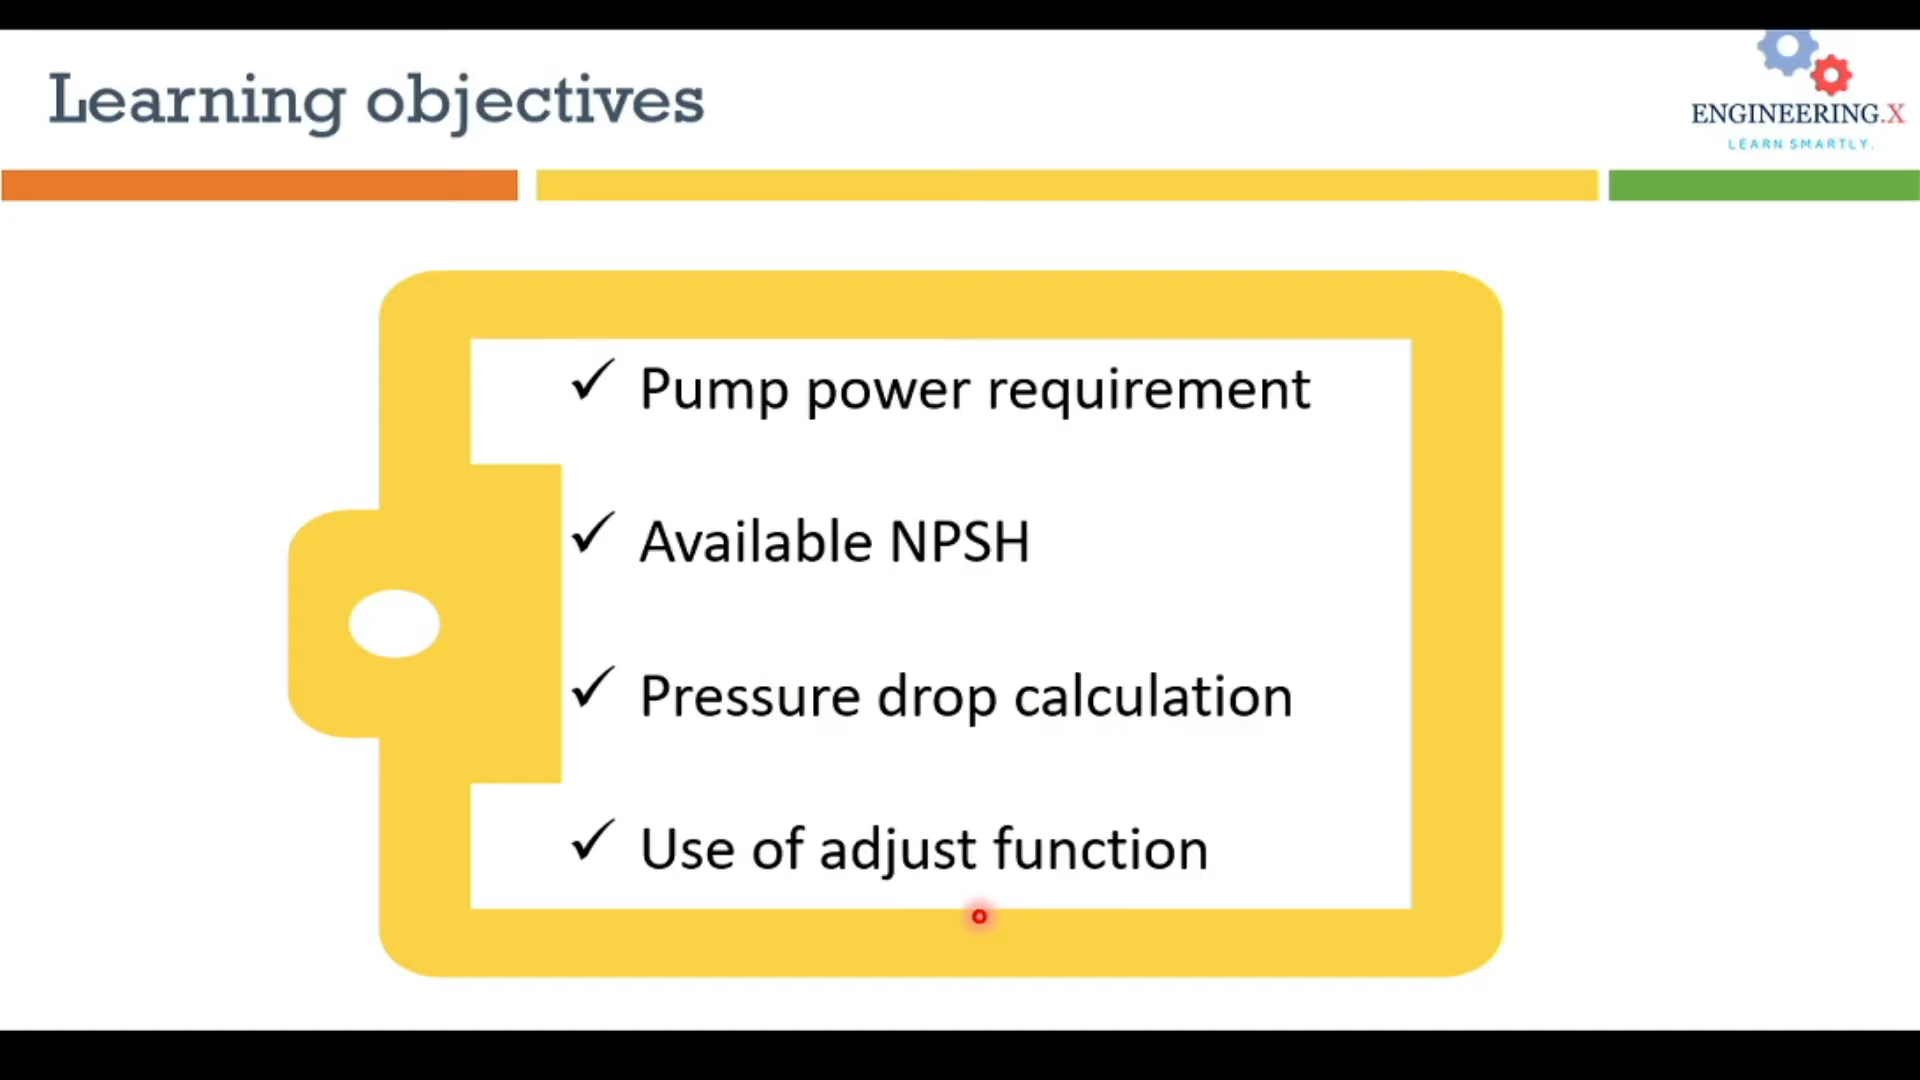 Learning objectives
ENGINEERING.X
LEARN SMARTLY.
✓ Pump power requirement
✓ Available NPSH
✓ Pressure drop calculation
✓ Use of adjust function